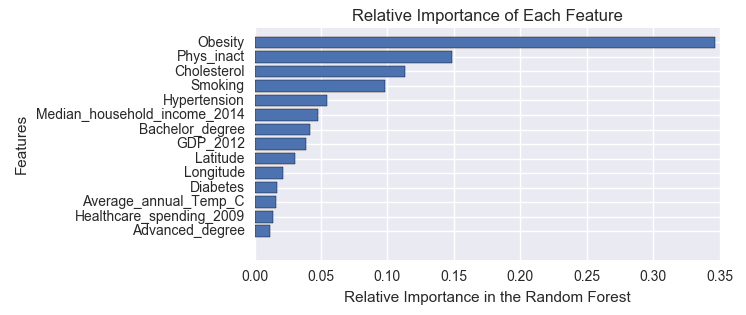 Relative Importance of Each Feature
Obesity
Phys_inact
Cholesterol
Smoking
Hypertension
Median_household_income_2014
Bachelor_degree
GDP_2012
Latitude
Longitude
Diabetes
Average_annual_Temp_C
Healthcare_spending_2009
Advanced_degree
Features
0.00 0.05 0.10 0.15 0.20 0.25 0.30 0.35
Relative Importance in the Random Forest